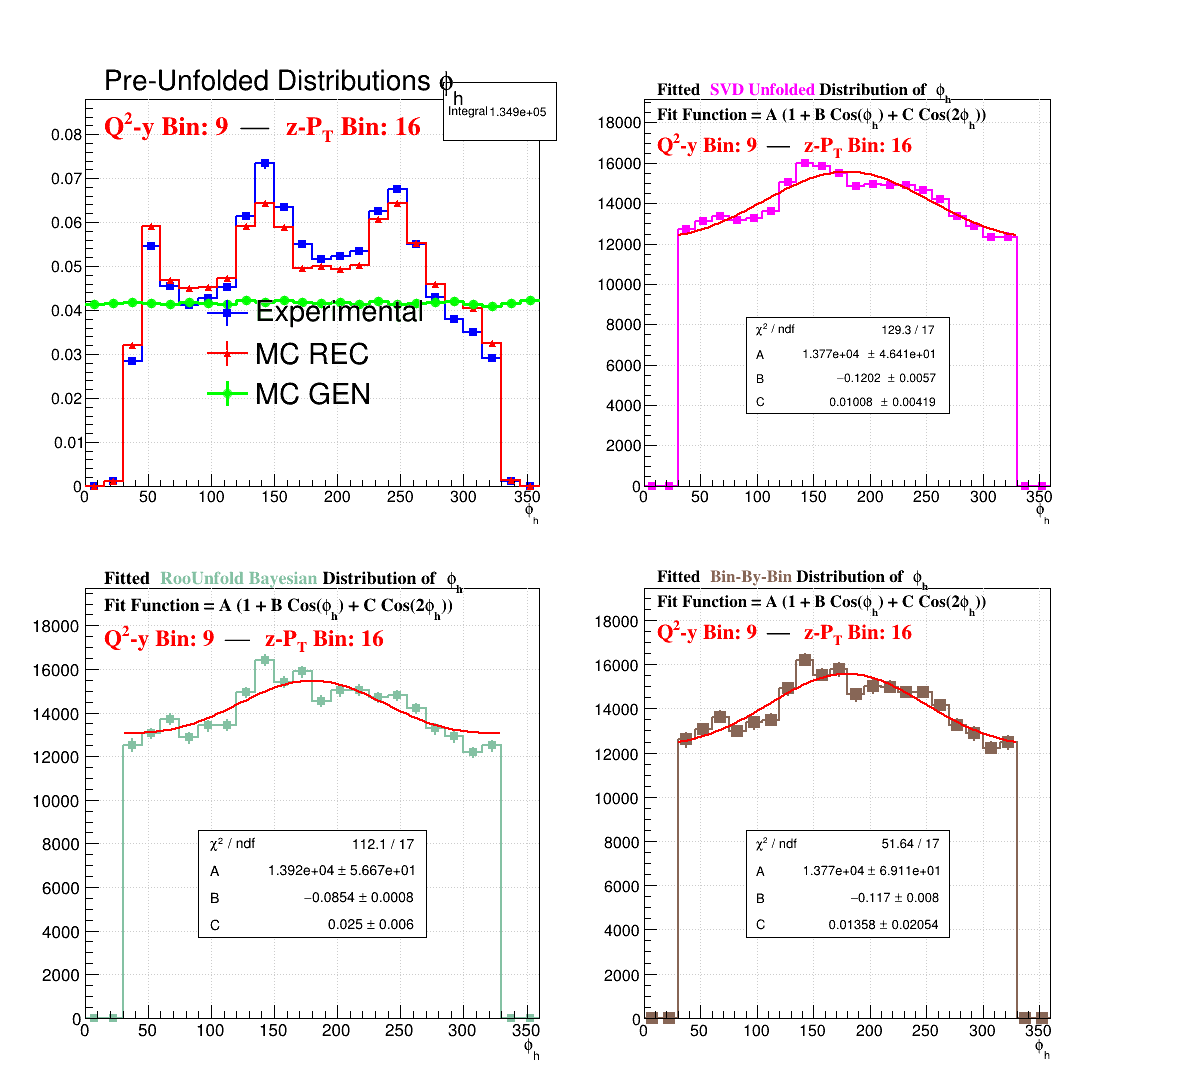 Pre-Unfolded Distributions ϕh
Integral 1.349e+05
Q2-y Bin: 9 — z-PT Bin: 16
0.08
0.07
0.06
0.05
0.04
0.03
0.02
0.01
0
Experimental
MC REC
MC GEN
0 50 100 150 200 250 300 350
ϕh
Fitted SVD Unfolded Distribution of ϕh
Fit Function = A (1 + B Cos(ϕh) + C Cos(2ϕh))
Q2-y Bin: 9 — z-PT Bin: 16
18000
16000
14000
12000
10000
8000
6000
4000
2000
0
χ2 / ndf 129.3 / 17
A 1.377e+04 ± 4.641e+01
B −0.1202 ± 0.0057
C 0.01008 ± 0.00419
0 50 100 150 200 250 300 350
ϕh
Fitted RooUnfold Bayesian Distribution of ϕh
Fit Function = A (1 + B Cos(ϕh) + C Cos(2ϕh))
Q2-y Bin: 9 — z-PT Bin: 16
18000
16000
14000
12000
10000
8000
6000
4000
2000
0
χ2 / ndf 112.1 / 17
A 1.392e+04 ± 5.667e+01
B −0.0854 ± 0.0008
C 0.025 ± 0.006
0 50 100 150 200 250 300 350
ϕh
Fitted Bin-By-Bin Distribution of ϕh
Fit Function = A (1 + B Cos(ϕh) + C Cos(2ϕh))
Q2-y Bin: 9 — z-PT Bin: 16
18000
16000
14000
12000
10000
8000
6000
4000
2000
0
χ2 / ndf 51.64 / 17
A 1.377e+04 ± 6.911e+01
B −0.117 ± 0.008
C 0.01358 ± 0.02054
0 50 100 150 200 250 300 350
ϕh